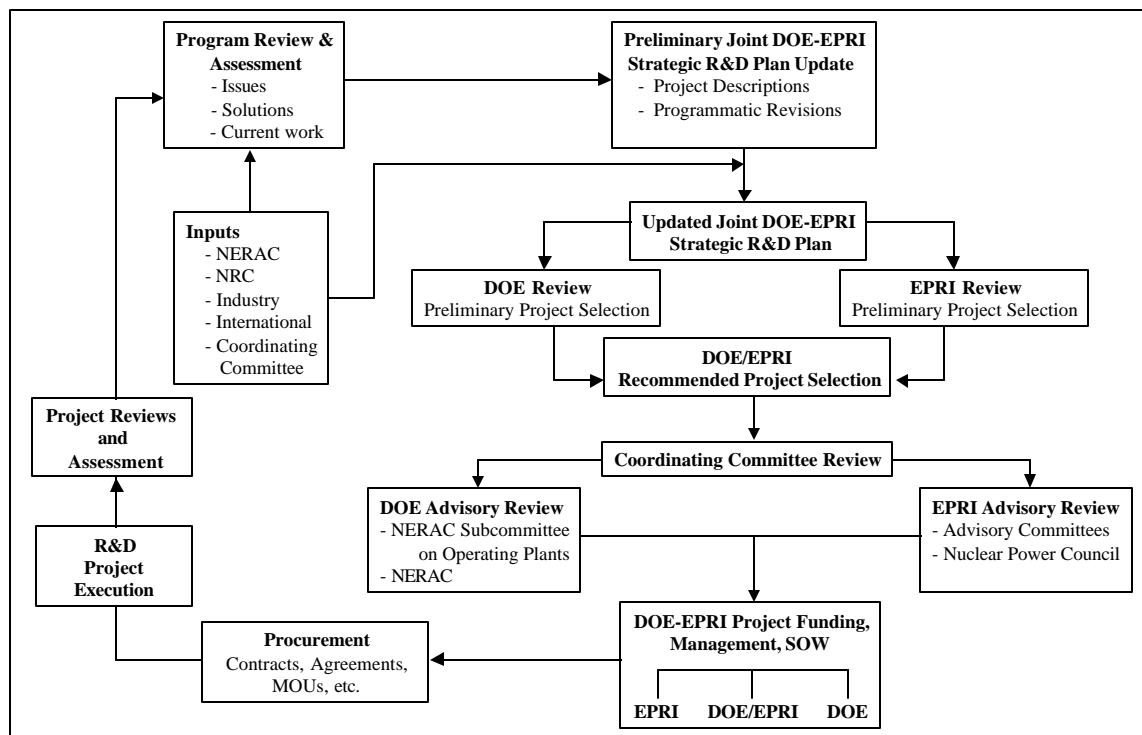 Program Review &
Assessment
- Issues
- Solutions
- Current work
Preliminary Joint DOE-EPRI
Strategic R&D Plan Update
- Project Descriptions
- Programmatic Revisions
Inputs
- NERAC
- NRC
- Industry
- International
- Coordinating
Committee
Updated Joint DOE-EPRI
Strategic R&D Plan
DOE Review
Preliminary Project Selection
EPRI Review
Preliminary Project Selection
DOE/EPRI
Recommended Project Selection
Project Reviews
and
Assessment
Coordinating Committee Review
DOE Advisory Review
- NERAC Subcommittee
on Operating Plants
- NERAC
EPRI Advisory Review
- Advisory Committees
- Nuclear Power Council
R&D
Project
Execution
DOE-EPRI Project Funding,
Management, SOW
EPRI DOE/EPRI DOE
Procurement
Contracts, Agreements,
MOUs, etc.